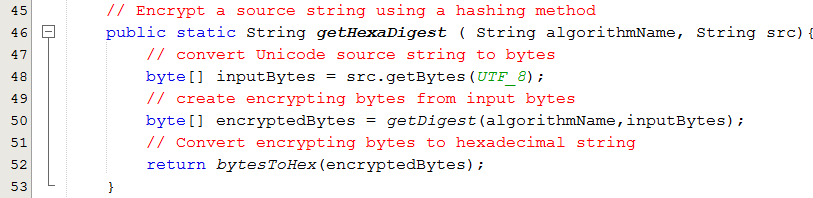 45 // Encrypt a source string using a hashing method
46 public static String getHexaDigest ( String algorithmName, String src){
47 // convert Unicode source string to bytes
48 byte[] inputBytes = src.getBytes(UTF_8);
49 // create encrypting bytes from input bytes
50 byte[] encryptedBytes = getDigest(algorithmName,inputBytes);
51 // Convert encrypting bytes to hexadecimal string
52 return bytesToHex(encryptedBytes);
53 }